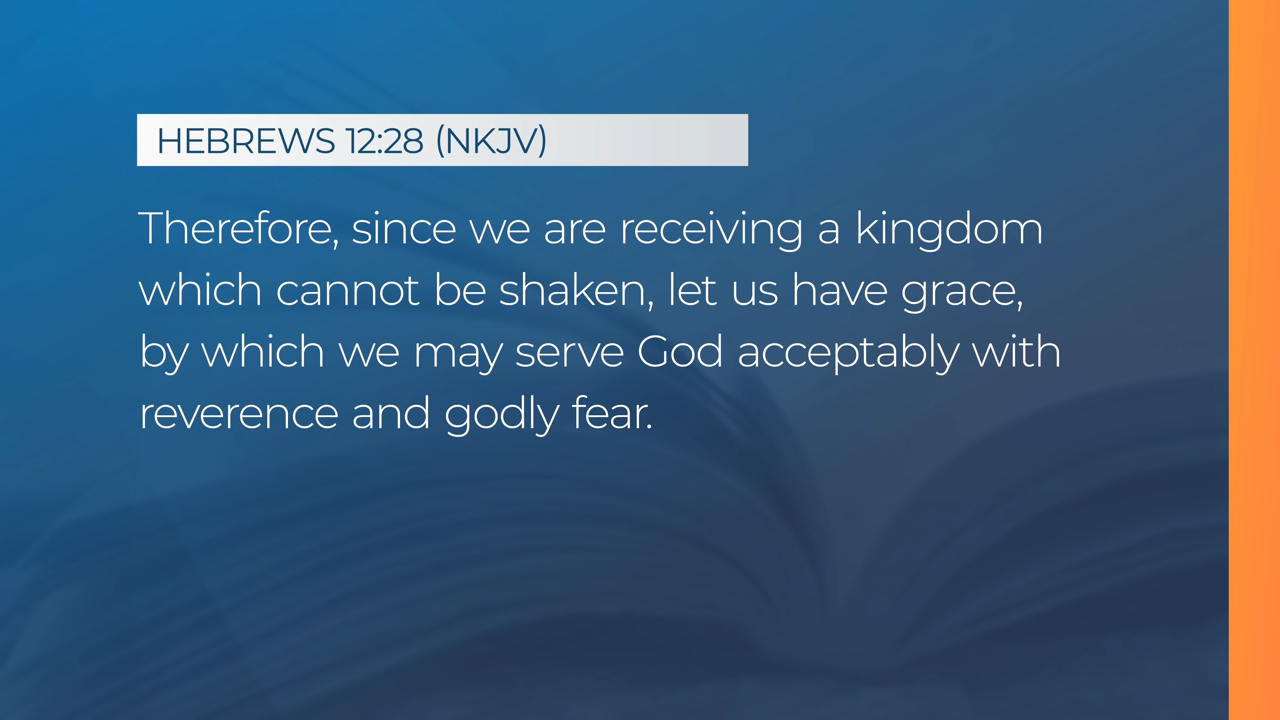 HEBREWS 12:28 (NKJV)
Therefore, since we are receiving a kingdom
which cannot be shaken, let us have grace,
by which we may serve God acceptably with
reverence and godly fear.